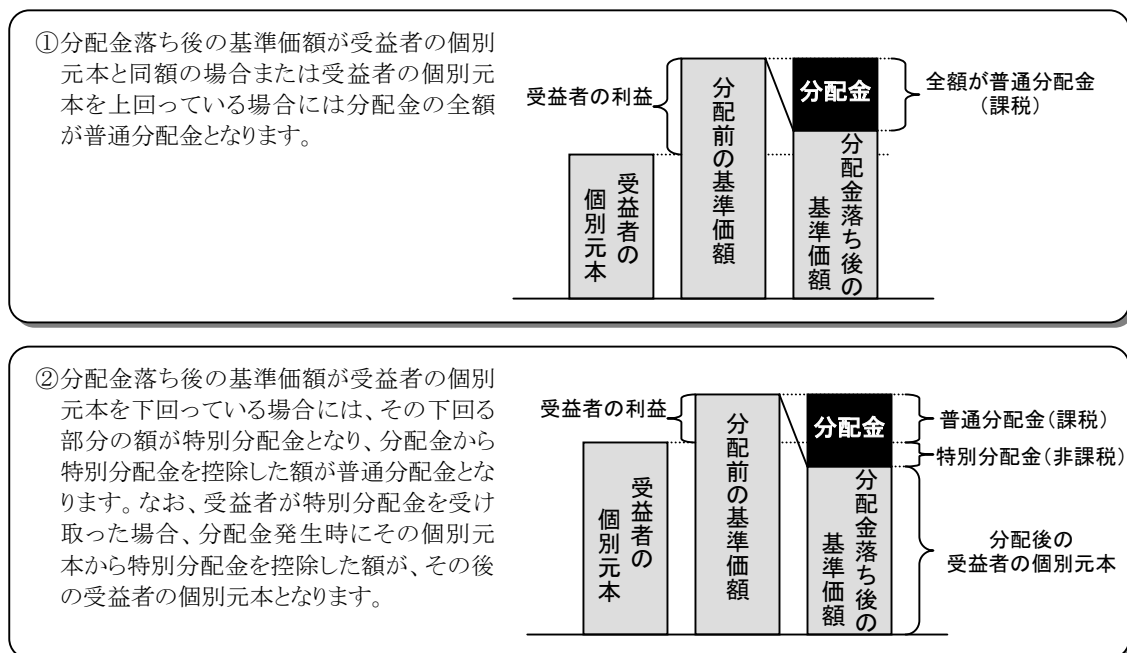 ①分配金落ち後の基準価額が受益者の個別
元本と同額の場合または受益者の個別元
本を上回っている場合には分配金の全額
が普通分配金となります。
受益者の利益
受益者の
個別元本
分配前の基準価額
分配金
分配金落ち後の
基準価額
全額が普通分配金
（課税）
②分配金落ち後の基準価額が受益者の個別
元本を下回っている場合には、その下回る
部分の額が特別分配金となり、分配金から
特別分配金を控除した額が普通分配金とな
ります。なお、受益者が特別分配金を受け
取った場合、分配金発生時にその個別元
本から特別分配金を控除した額が、その後
の受益者の個別元本となります。
受益者の利益
受益者の
個別元本
分配前の基準価額
分配金
分配金落ち後の
基準価額
普通分配金（課税）
特別分配金（非課税）
分配後の
受益者の個別元本